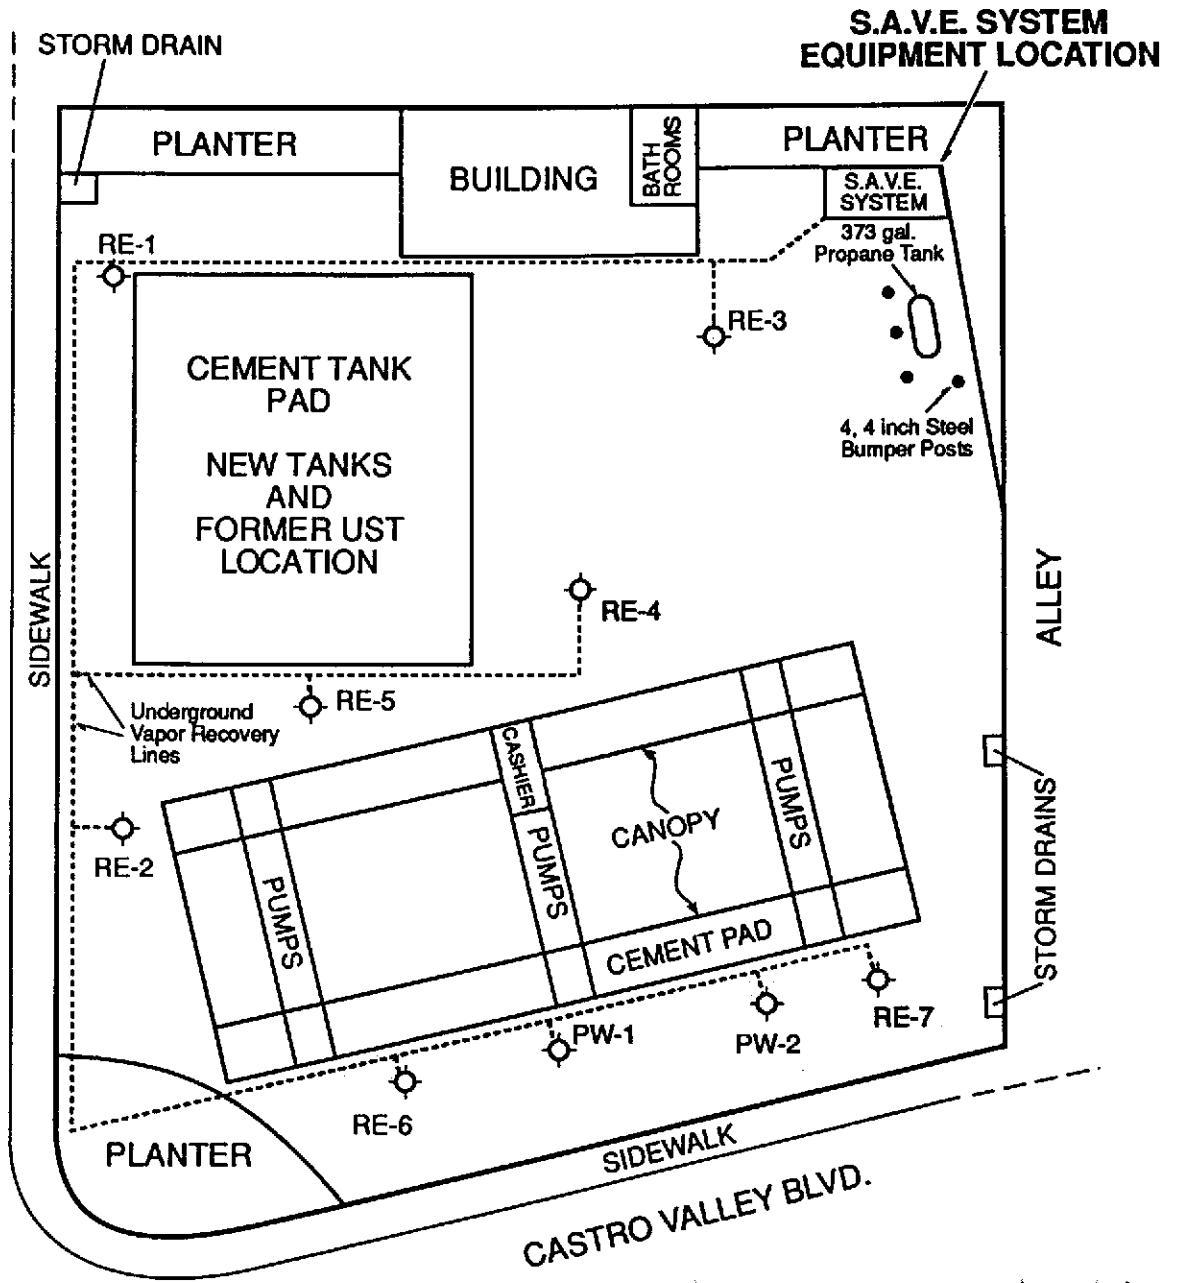 S.A.V.E. SYSTEM
EQUIPMENT LOCATION
STORM DRAIN
PLANTER
BUILDING
BATH
ROOMS
PLANTER
S.A.V.E.
SYSTEM
373 gal.
Propane Tank
RE-1
RE-3
CEMENT TANK
PAD
NEW TANKS
AND
FORMER UST
LOCATION
4, 4 inch Steel
Bumper Posts
SIDEWALK
ALLEY
RE-4
RE-5
Underground
Vapor Recovery
Lines
CASHIER
PUMPS
CANOPY
PUMPS
STORM DRAINS
RE-2
PUMPS
CEMENT PAD
RE-7
PW-1
PW-2
RE-6
PLANTER
SIDEWALK
CASTRO VALLEY BLVD.